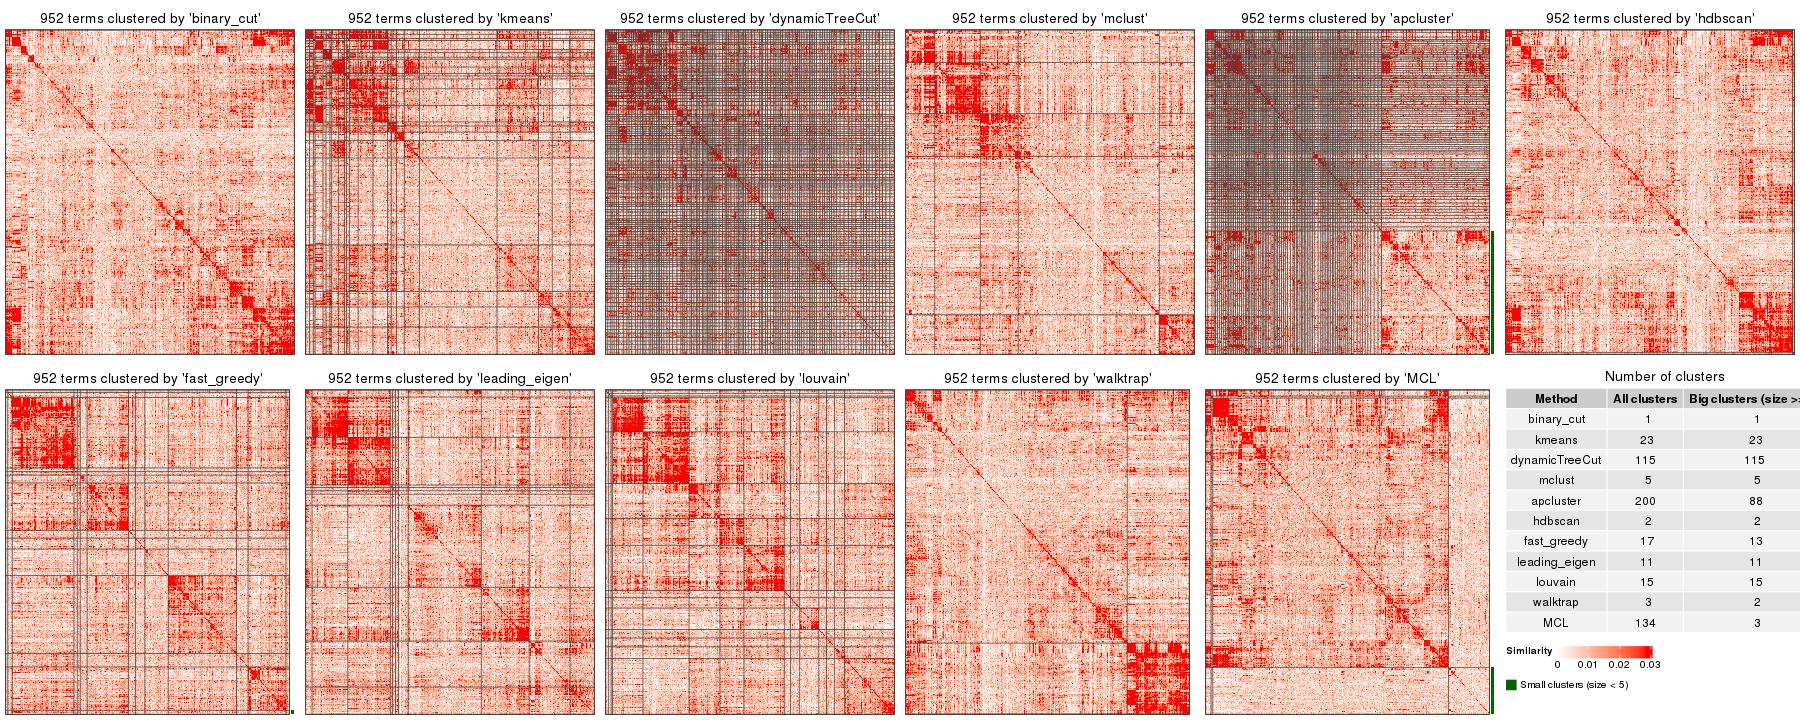 952 terms clustered by 'binary_cut'
952 terms clustered by 'kmeans'
952 terms clustered by 'dynamicTreeCut'
952 terms clustered by 'mclust'
952 terms clustered by 'apcluster'
952 terms clustered by 'hdbscan'
952 terms clustered by 'fast_greedy'
952 terms clustered by 'leading_eigen'
952 terms clustered by 'louvain'
952 terms clustered by 'walktrap'
952 terms clustered by 'MCL'
Number of clusters
Method All clusters Big clusters (size >=
binary_cut 1 1
kmeans 23 23
dynamicTreeCut 115 115
mclust 5 5
apcluster 200 88
hdbscan 2 2
fast_greedy 17 13
leading_eigen 11 11
louvain 15 15
walktrap 3 2
MCL 134 3
Similarity
0 0.01 0.02 0.03
Small clusters (size < 5)